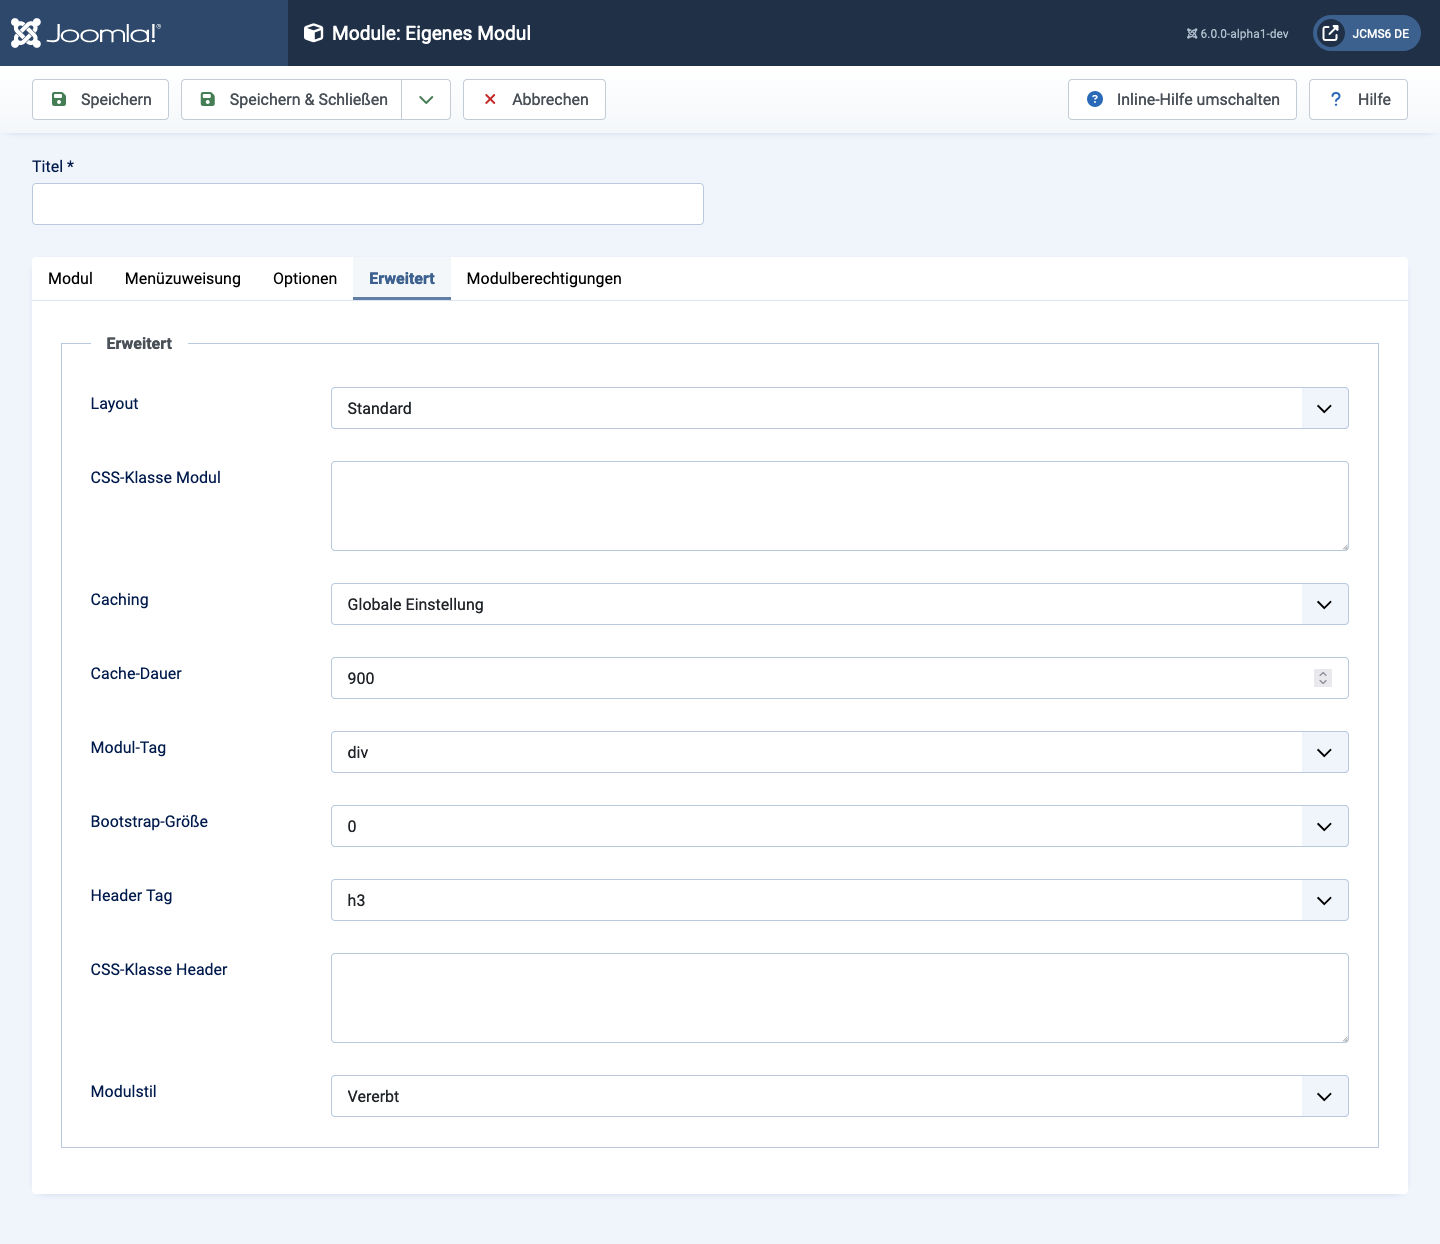 Joomla!®
Module: Eigenes Modul
6.0.0-alpha1-dev
JCMS6 DE
Speichern
Speichern & Schließen
Abbrechen
Inline-Hilfe umschalten
? Hilfe
Titel *
Modul
Menüzuweisung
Optionen
Erweitert
Modulberechtigungen
Erweitert
Layout
Standard
CSS-Klasse Modul
Caching
Globale Einstellung
Cache-Dauer
900
Modul-Tag
div
Bootstrap-Größe
0
Header Tag
h3
CSS-Klasse Header
Modulstil
Vererbt